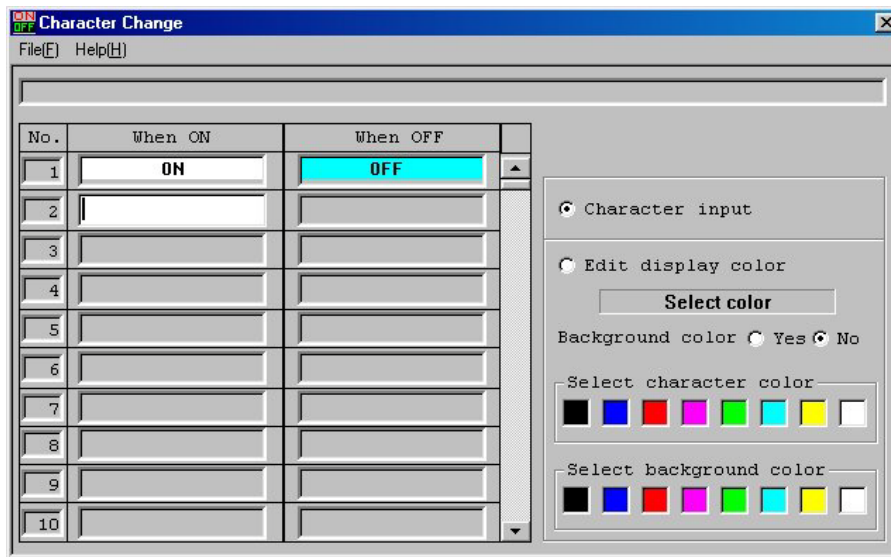 ON OFF Character Change
File(F) Help(H)
No. When ON When OFF
1 ON OFF
2
3
4
5
6
7
8
9
10
Character input
Edit display color
Select color
Background color Yes No
Select character color
Select background color